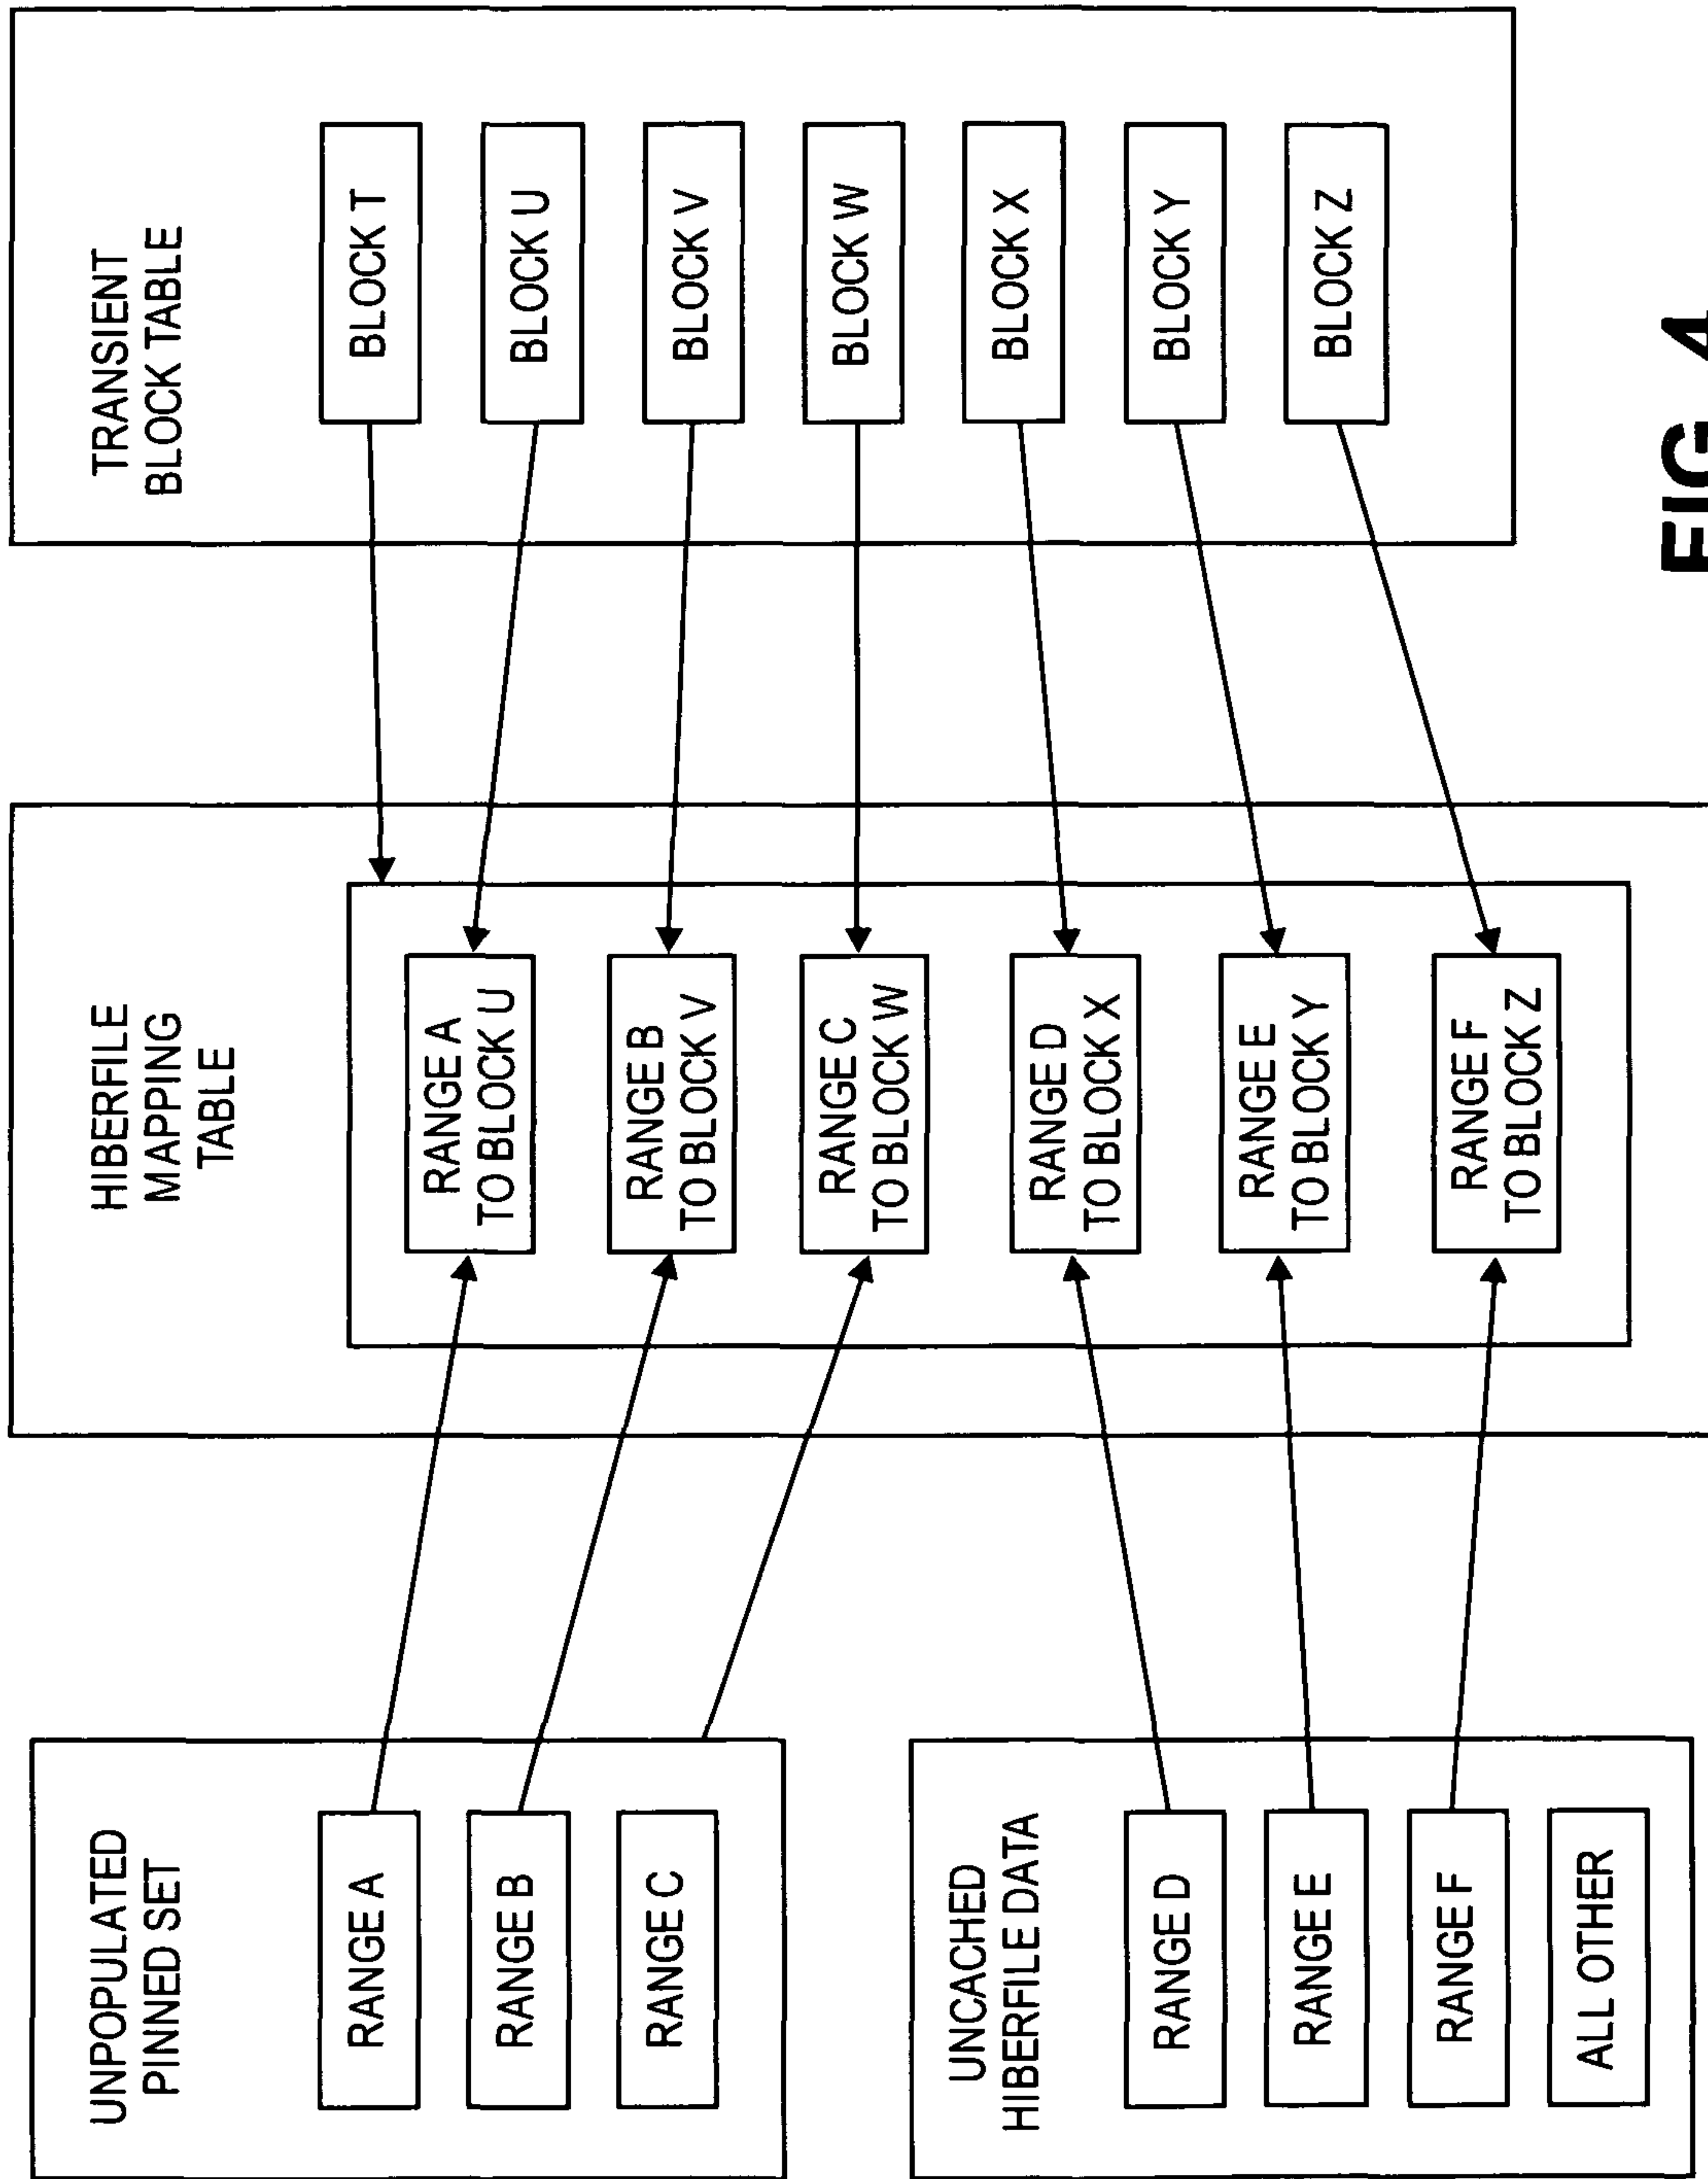 UNPOPULATED
PINNED SET
RANGE A
RANGE B
RANGE C
UNCACHED
HIBERFILE DATA
RANGE D
RANGE E
RANGE F
ALL OTHER
HIBERFILE
MAPPING
TABLE
RANGE A
TO BLOCK U
RANGE B
TO BLOCK V
RANGE C
TO BLOCK W
RANGE D
TO BLOCK X
RANGE E
TO BLOCK Y
RANGE F
TO BLOCK Z
TRANSIENT
BLOCK TABLE
BLOCK T
BLOCK U
BLOCK V
BLOCK W
BLOCK X
BLOCK Y
BLOCK Z
FIG. 4